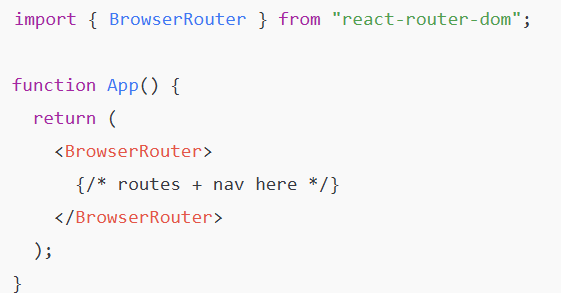 import { BrowserRouter } from "react-router-dom";

function App() {
  return (
    <BrowserRouter>
      {/* routes + nav here */}
    </BrowserRouter>
  );
}